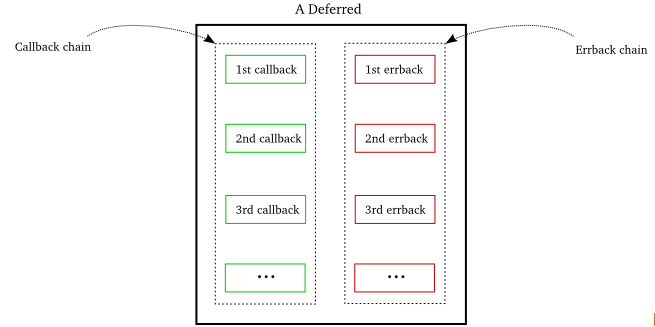 A Deferred
Callback chain
Errback chain
1st callback
1st errback
2nd callback
2nd errback
3rd callback
3rd errback
...
...